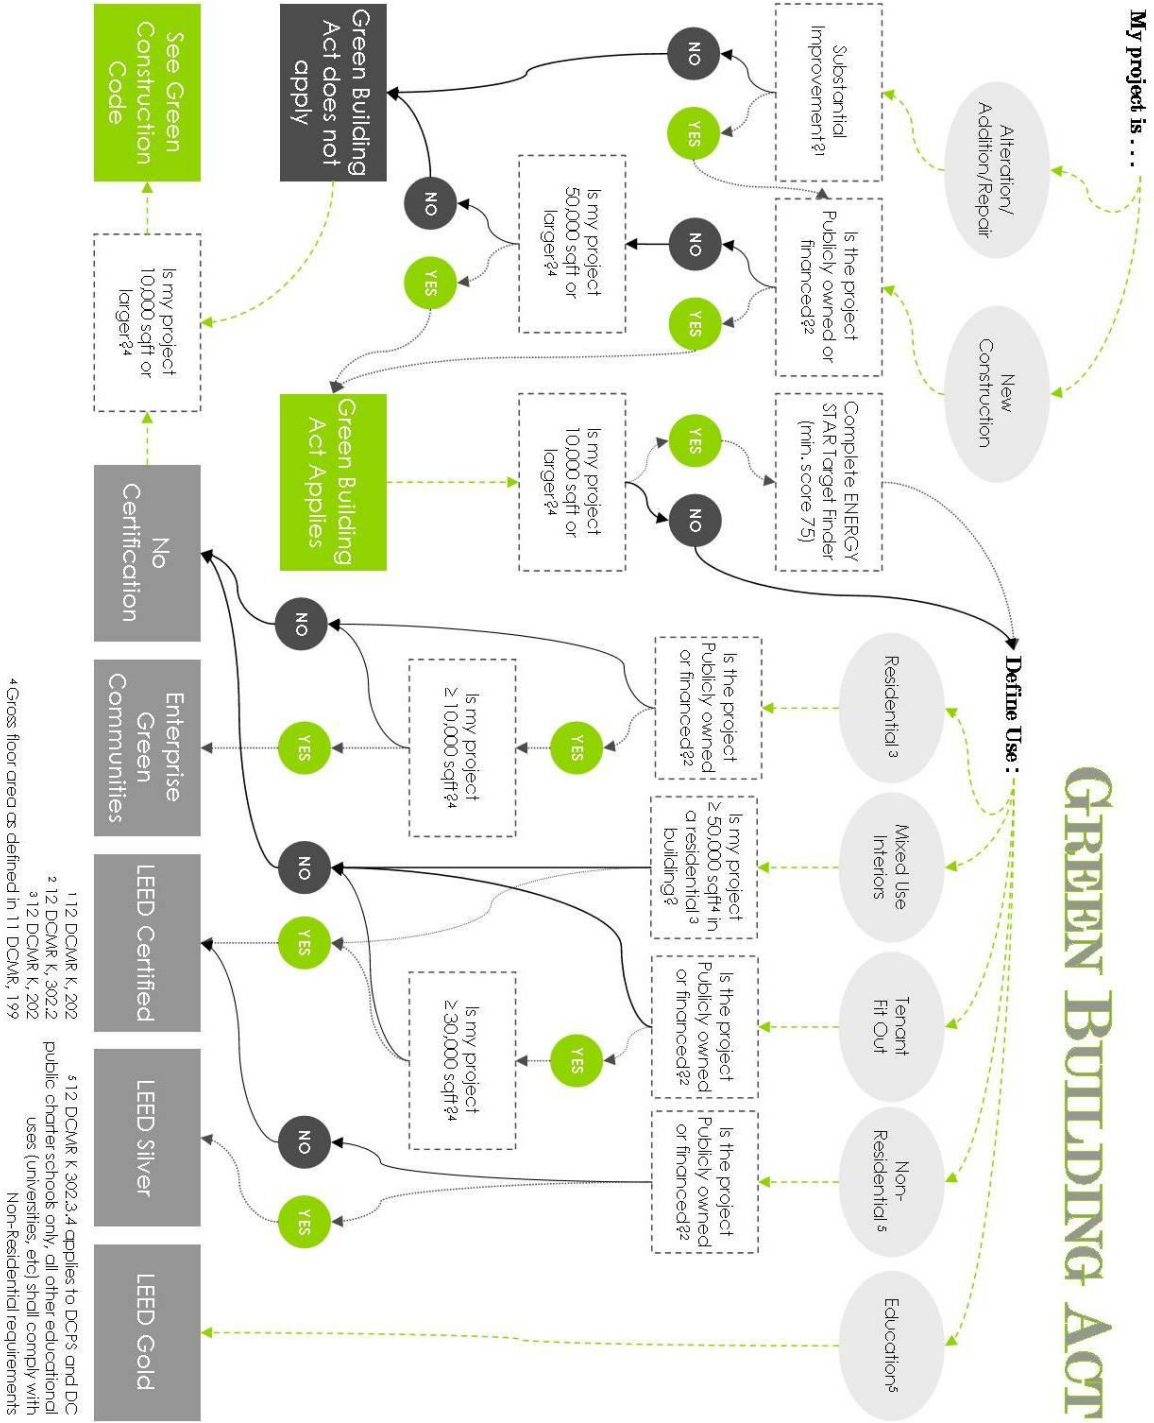 GREEN BUILDING ACT
My project is . . .
Alteration/
Addition/Repair
New
Construction
Substantial
Improvement?¹
NO
YES
Is the project
Publicly owned or
financed?²
NO
YES
Is my project
50,000 sqft or
larger?⁴
NO
YES
Green Building
Act does not
apply
Green Building
Act Applies
See Green
Construction
Code
Is my project
10,000 sqft or
larger?⁴
Is my project
10,000 sqft or
larger?⁴
YES
NO
Complete ENERGY
STAR Target Finder
(min. score 75)
Define Use:
Residential³
Mixed Use
Interiors
Tenant
Fit Out
Non-
Residential⁵
Education⁵
Is the project
Publicly owned
or financed?²
Is my project
≥ 50,000 sqft⁴ in
a residential³
building?
Is the project
Publicly owned
or financed?²
Is the project
Publicly owned
or financed?²
YES
YES
Is my project
≥ 10,000 sqft?⁴
Is my project
≥ 30,000 sqft?⁴
NO
YES
NO
YES
NO
YES
No
Certification
Enterprise
Green
Communities
LEED Certified
LEED Silver
LEED Gold
¹ 12 DCMR K, 202
² 12 DCMR K, 302.2
³ 12 DCMR K, 202
⁴ Gross floor area as defined in 11 DCMR, 199
⁵ 12 DCMR K 302.3.4 applies to DCPS and DC
public charter schools only, all other educational
uses (universities, etc) shall comply with
Non-Residential requirements